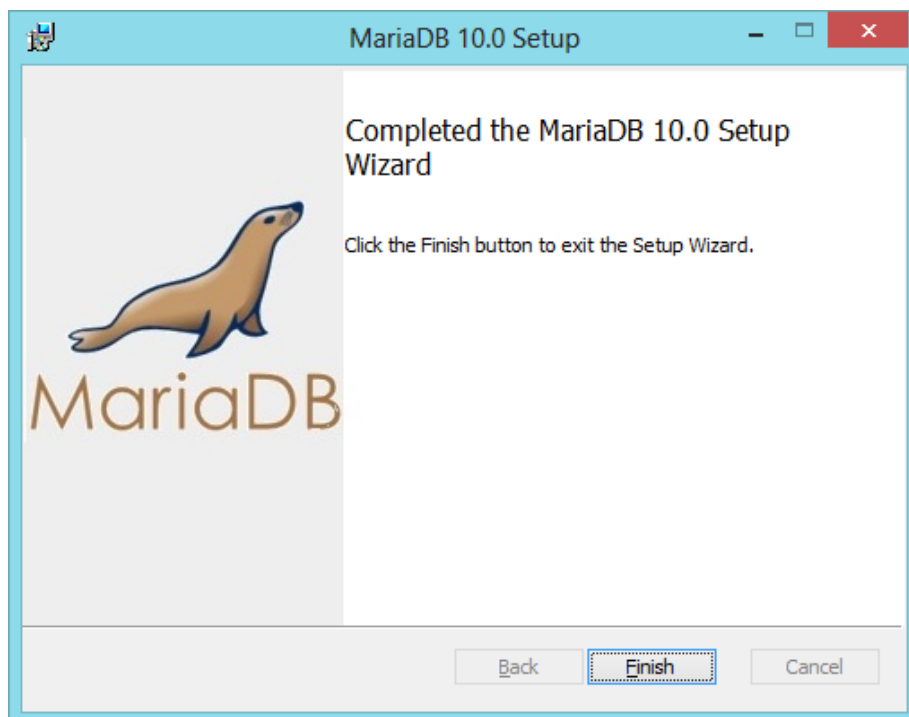 MariaDB 10.0 Setup
Completed the MariaDB 10.0 Setup
Wizard
Click the Finish button to exit the Setup Wizard.
MariaDB
Back
Finish
Cancel